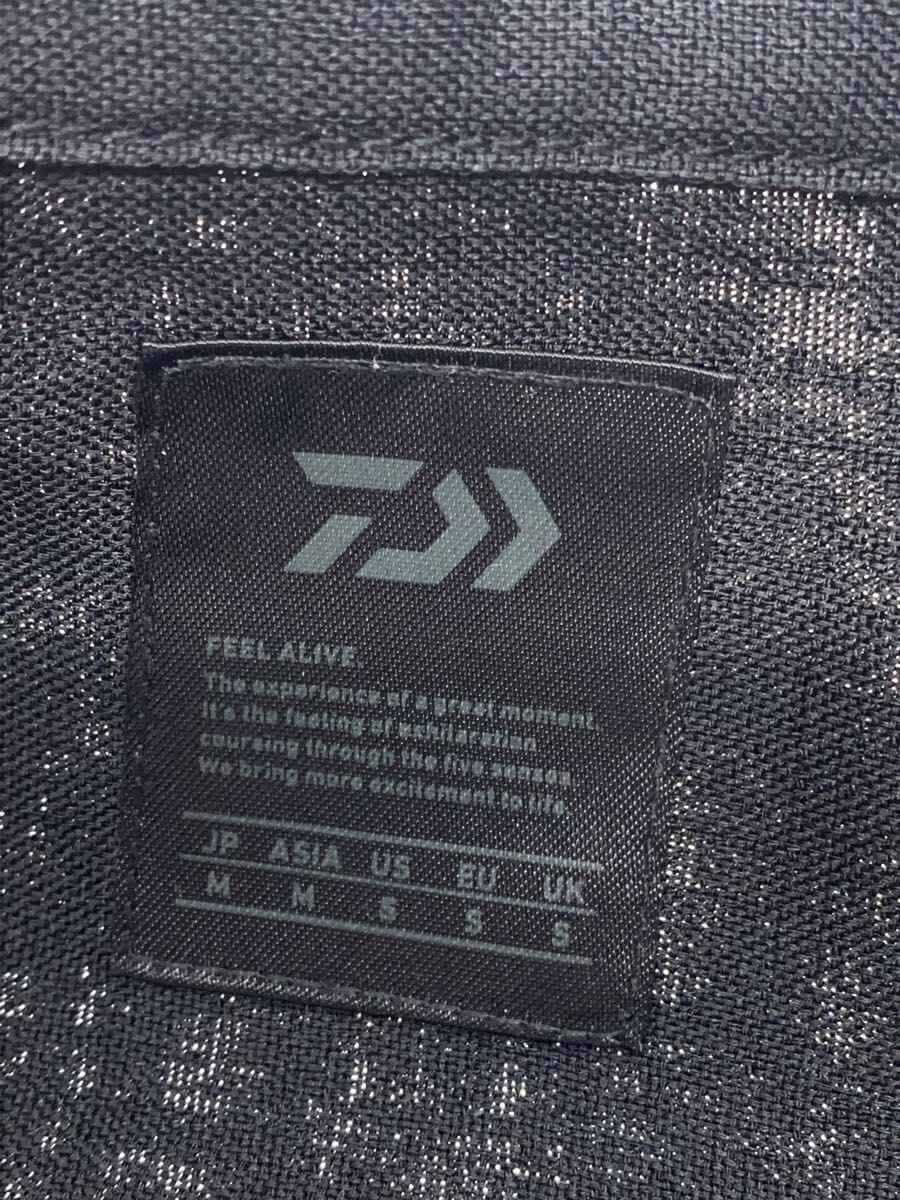 FEEL ALIVE.
The experience of a great moment.
It's the feeling of exhilaration
coursing through the five senses.
We bring more excitement to life.
JP ASIA US EU UK
M M S S S